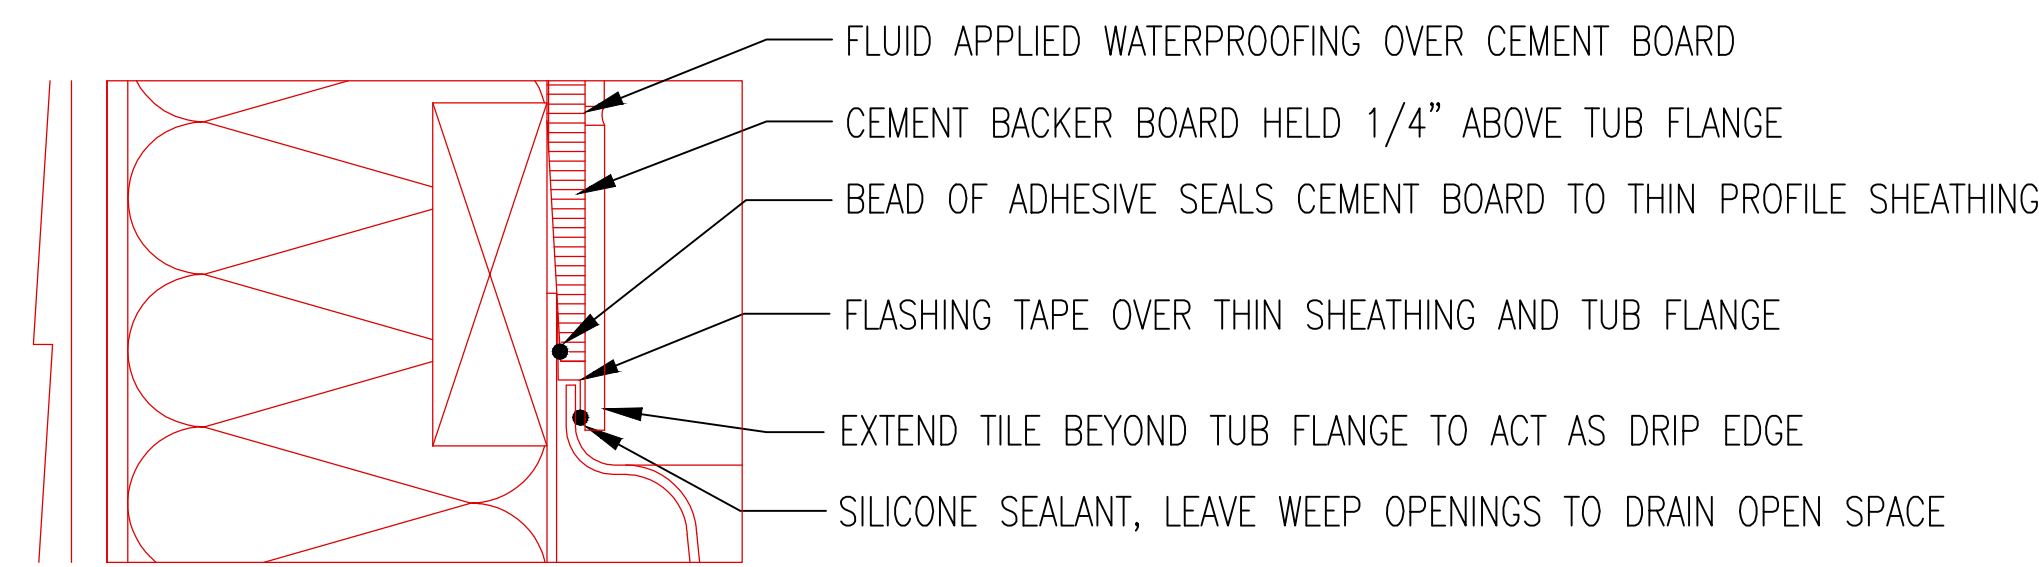 FLUID APPLIED WATERPROOFING OVER CEMENT BOARD
CEMENT BACKER BOARD HELD 1/4" ABOVE TUB FLANGE
BEAD OF ADHESIVE SEALS CEMENT BOARD TO THIN PROFILE SHEATHING
FLASHING TAPE OVER THIN SHEATHING AND TUB FLANGE
EXTEND TILE BEYOND TUB FLANGE TO ACT AS DRIP EDGE
SILICONE SEALANT, LEAVE WEEP OPENINGS TO DRAIN OPEN SPACE